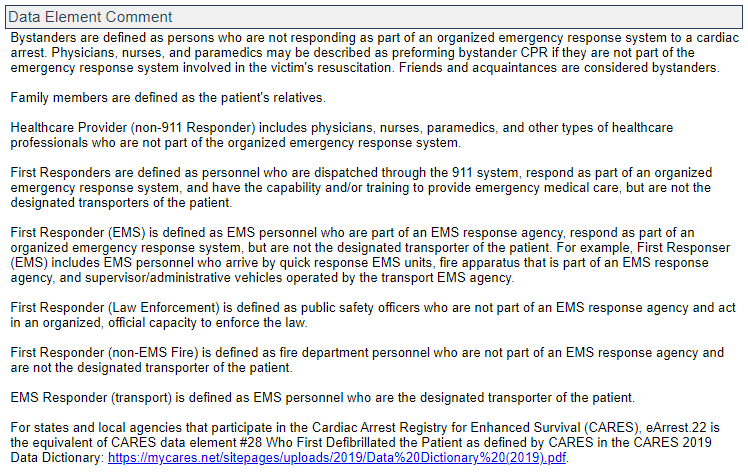 Data Element Comment
Bystanders are defined as persons who are not responding as part of an organized emergency response system to a cardiac
arrest. Physicians, nurses, and paramedics may be described as preforming bystander CPR if they are not part of the
emergency response system involved in the victim's resuscitation. Friends and acquaintances are considered bystanders.
Family members are defined as the patient's relatives.
Healthcare Provider (non-911 Responder) includes physicians, nurses, paramedics, and other types of healthcare
professionals who are not part of the organized emergency response system.
First Responders are defined as personnel who are dispatched through the 911 system, respond as part of an organized
emergency response system, and have the capability and/or training to provide emergency medical care, but are not the
designated transporters of the patient.
First Responder (EMS) is defined as EMS personnel who are part of an EMS response agency, respond as part of an
organized emergency response system, but are not the designated transporter of the patient. For example, First Responser
(EMS) includes EMS personnel who arrive by quick response EMS units, fire apparatus that is part of an EMS response
agency, and supervisor/administrative vehicles operated by the transport EMS agency.
First Responder (Law Enforcement) is defined as public safety officers who are not part of an EMS response agency and act
in an organized, official capacity to enforce the law.
First Responder (non-EMS Fire) is defined as fire department personnel who are not part of an EMS response agency and
are not the designated transporter of the patient.
EMS Responder (transport) is defined as EMS personnel who are the designated transporter of the patient.
For states and local agencies that participate in the Cardiac Arrest Registry for Enhanced Survival (CARES), eArrest.22 is
the equivalent of CARES data element #28 Who First Defibrillated the Patient as defined by CARES in the CARES 2019
Data Dictionary: https://mycares.net/sitepages/uploads/2019/Data%20Dictionary%20(2019).pdf.